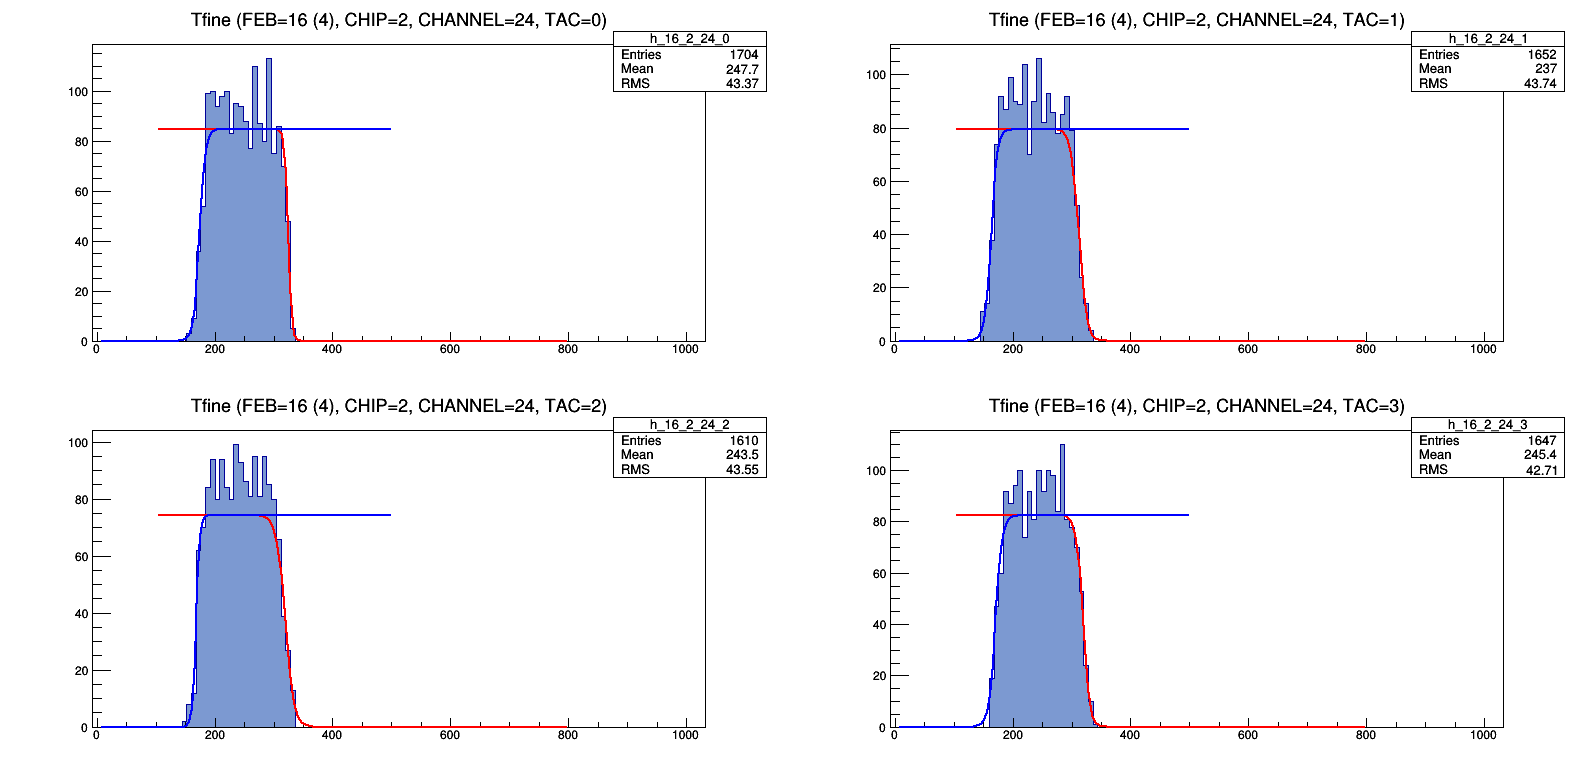 Tfine (FEB=16 (4), CHIP=2, CHANNEL=24, TAC=0)
h_16_2_24_0
Entries 1704
Mean 247.7
RMS 43.37
100
80
60
40
20
0
0 200 400 600 800 1000
Tfine (FEB=16 (4), CHIP=2, CHANNEL=24, TAC=1)
h_16_2_24_1
Entries 1652
Mean 237
RMS 43.74
100
80
60
40
20
0
0 200 400 600 800 1000
Tfine (FEB=16 (4), CHIP=2, CHANNEL=24, TAC=2)
h_16_2_24_2
Entries 1610
Mean 243.5
RMS 43.55
100
80
60
40
20
0
0 200 400 600 800 1000
Tfine (FEB=16 (4), CHIP=2, CHANNEL=24, TAC=3)
h_16_2_24_3
Entries 1647
Mean 245.4
RMS 42.71
100
80
60
40
20
0
0 200 400 600 800 1000